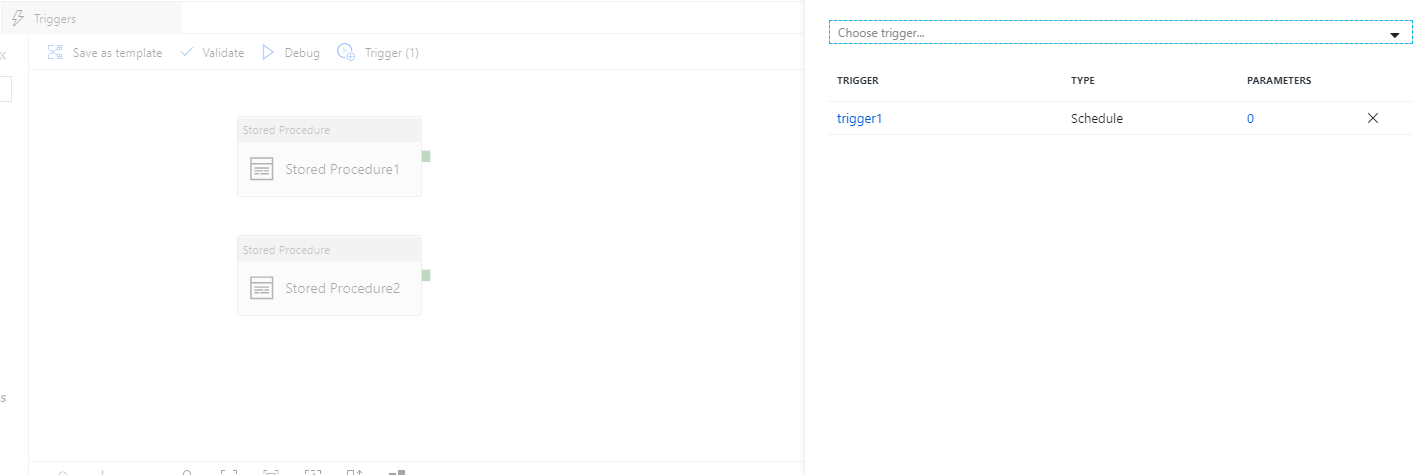 Triggers
Save as template Validate Debug Trigger (1)
Stored Procedure
Stored Procedure1
Stored Procedure
Stored Procedure2
s
Choose trigger...
TRIGGER TYPE PARAMETERS
trigger1 Schedule 0